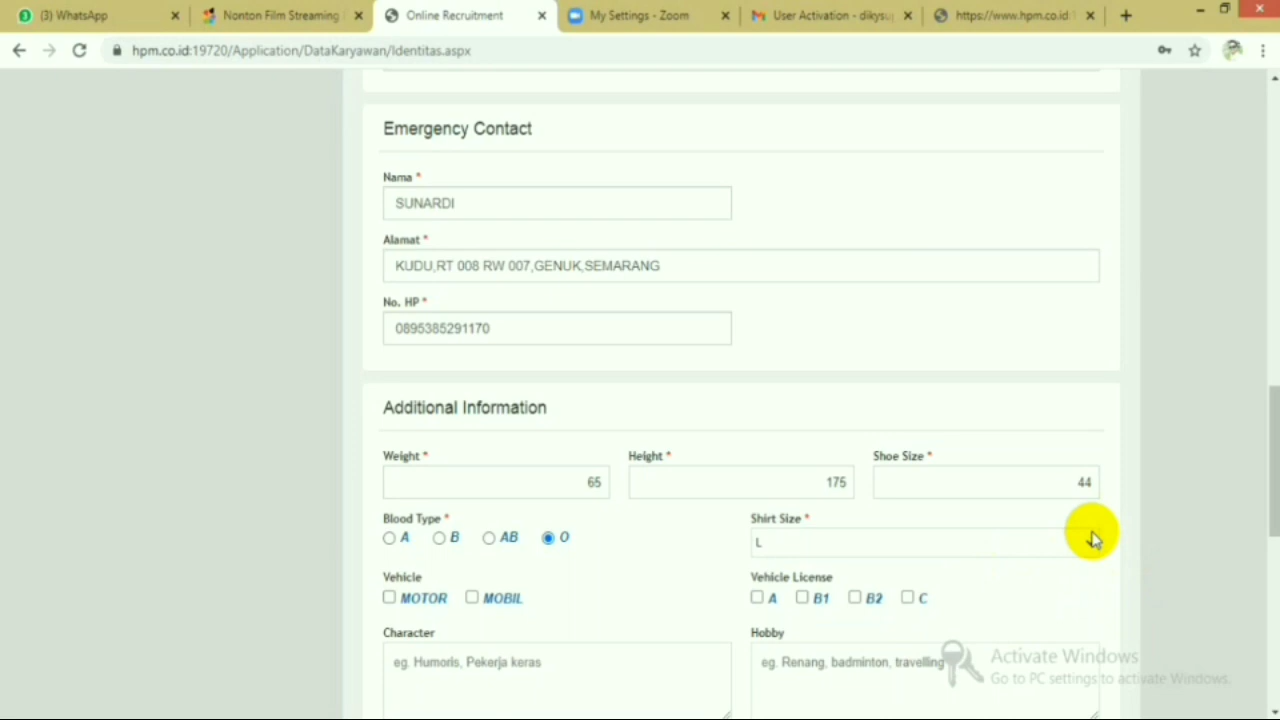 (3) WhatsApp
Nonton Film Streaming
Online Recruitment
My Settings - Zoom
User Activation - dikysu
https://www.hpm.co.id:1
hpm.co.id:19720/Application/DataKaryawan/Identitas.aspx
Emergency Contact
Nama *
SUNARDI
Alamat *
KUDU,RT 008 RW 007,GENUK,SEMARANG
No. HP *
0895385291170
Additional Information
Weight * Height * Shoe Size *
65 175 44
Blood Type * Shirt Size *
A B AB O
L
Vehicle Vehicle License
MOTOR MOBIL A B1 B2 C
Character Hobby
eg. Humoris, Pekerja keras eg. Renang, badminton, travelling
Activate Windows
Go to PC settings to activate Windows.